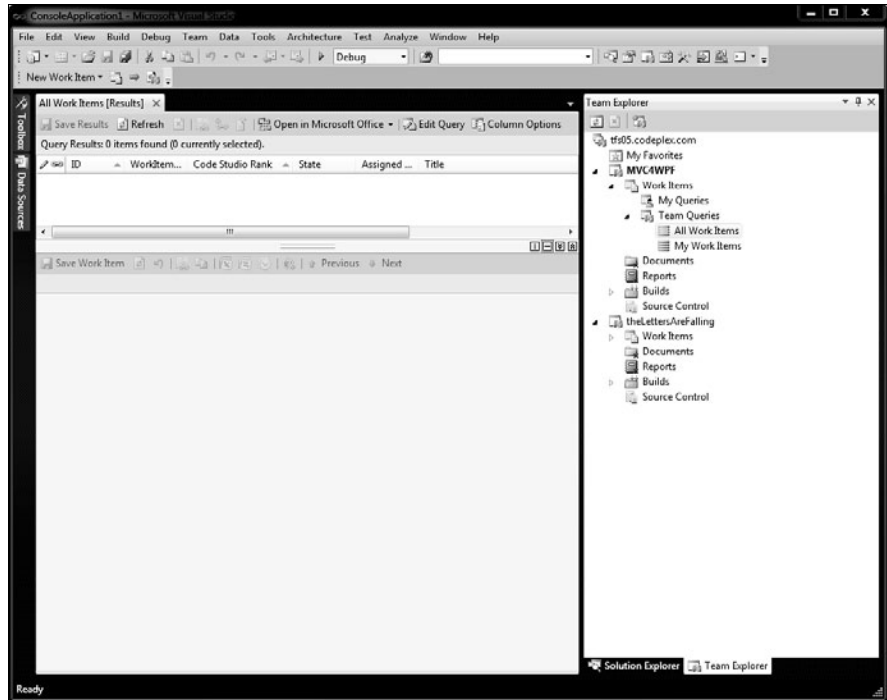 ConsoleApplication1 - Microsoft Visual Studio
File Edit View Build Debug Team Data Tools Architecture Test Analyze Window Help
Debug
New Work Item
Toolbox
Data Sources
All Work Items [Results]
Save Results Refresh Open in Microsoft Office Edit Query Column Options
Query Results: 0 items found (0 currently selected).
ID WorkItem... Code Studio Rank State Assigned ... Title
Save Work Item Previous Next
Team Explorer
tfs05.codeplex.com
My Favorites
MVC4WPF
Work Items
My Queries
Team Queries
All Work Items
My Work Items
Documents
Reports
Builds
Source Control
theLettersAreFalling
Work Items
Documents
Reports
Builds
Source Control
Solution Explorer Team Explorer
Ready